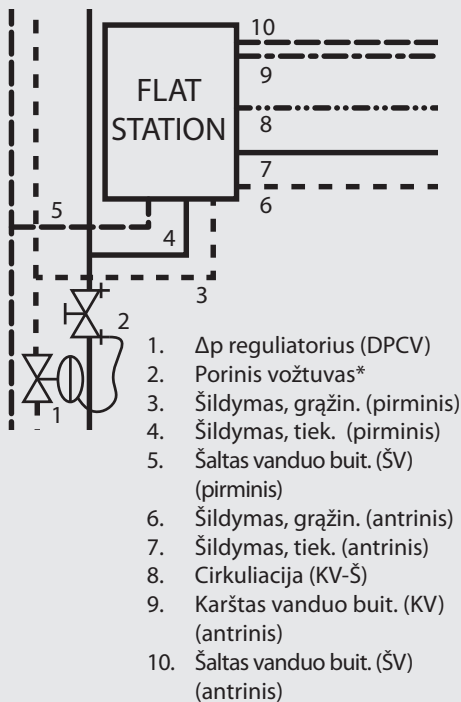 10
9
FLAT
STATION
8
7
6
5
4
3
2
1
1. Δp reguliatorius (DPCV)
2. Porinis vožtuvas*
3. Šildymas, grąžin. (pirminis)
4. Šildymas, tiek. (pirminis)
5. Šaltas vanduo buit. (ŠV)
(pirminis)
6. Šildymas, grąžin. (antrinis)
7. Šildymas, tiek. (antrinis)
8. Cirkuliacija (KV-Š)
9. Karštas vanduo buit. (KV)
(antrinis)
10. Šaltas vanduo buit. (ŠV)
(antrinis)